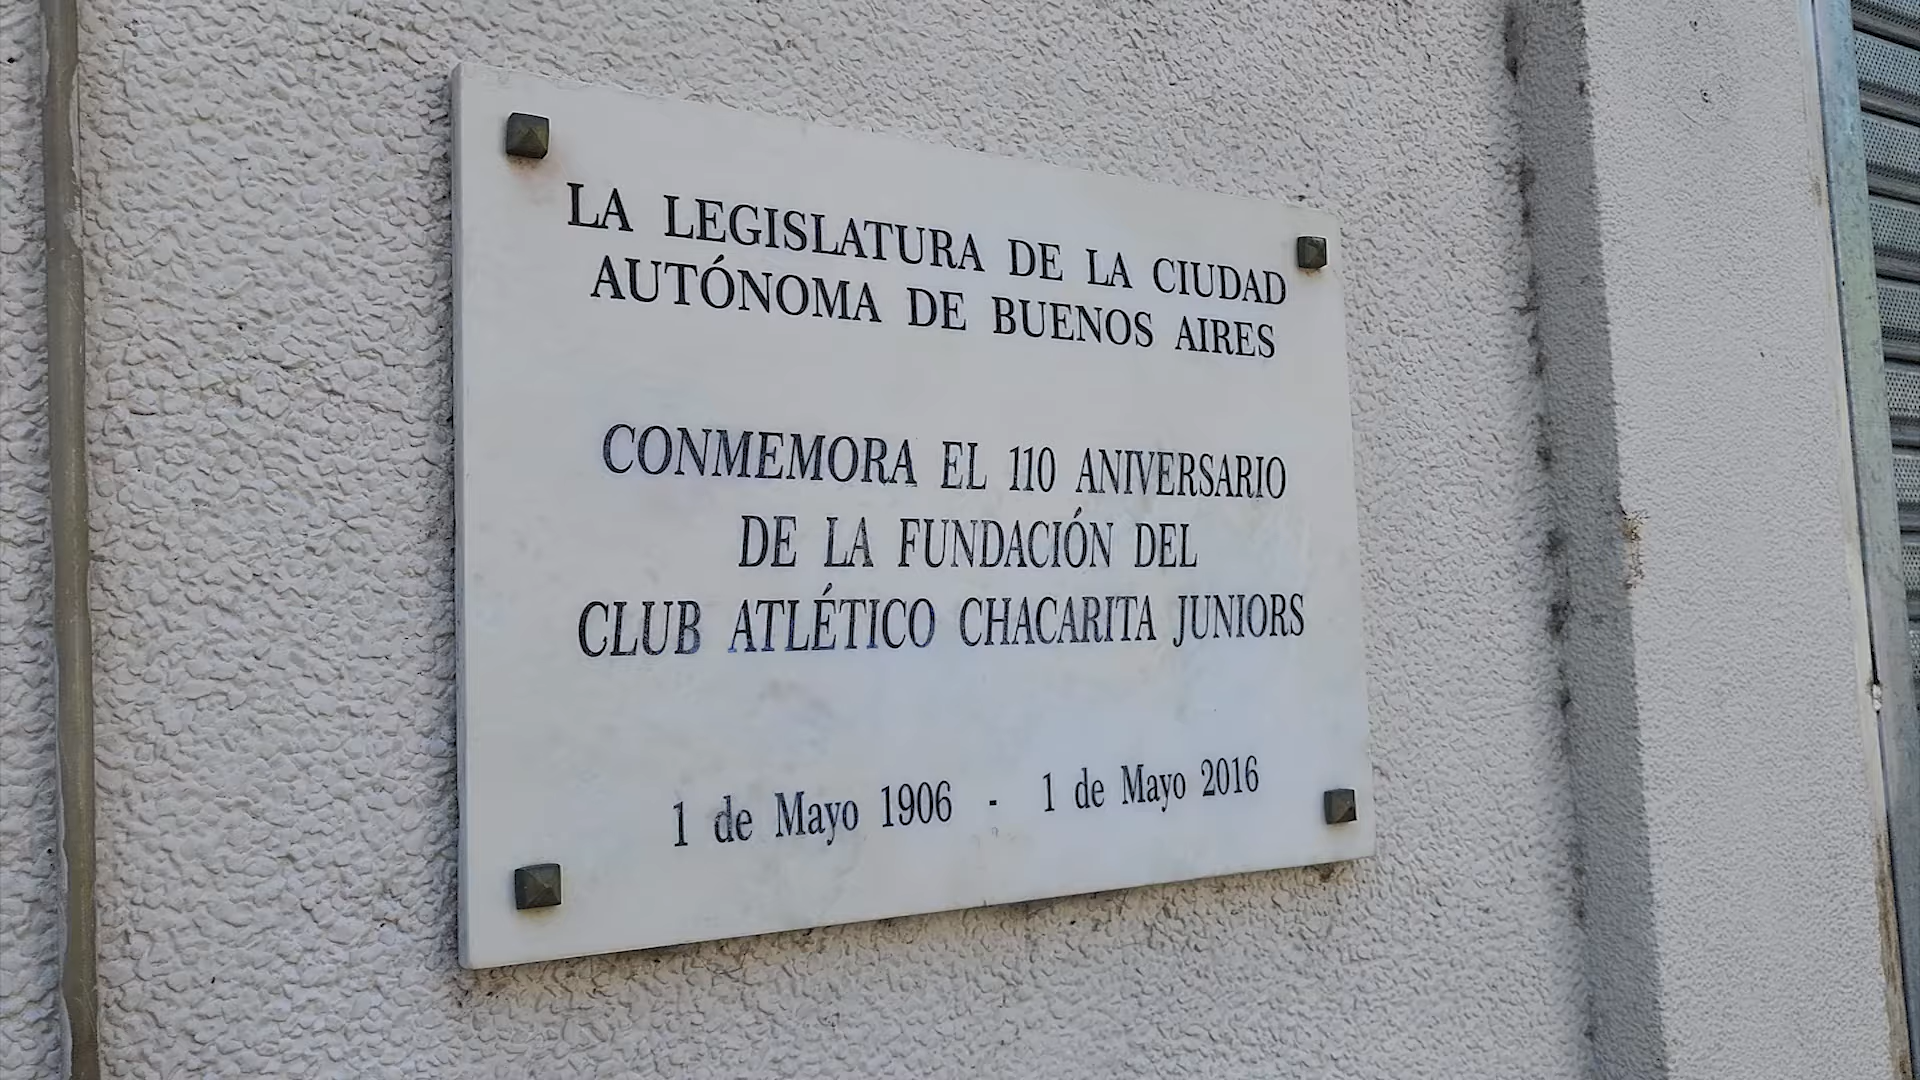 LA LEGISLATURA DE LA CIUDAD
AUTÓNOMA DE BUENOS AIRES
CONMEMORA EL 110 ANIVERSARIO
DE LA FUNDACIÓN DEL
CLUB ATLÉTICO CHACARITA JUNIORS
1 de Mayo 1906 - 1 de Mayo 2016